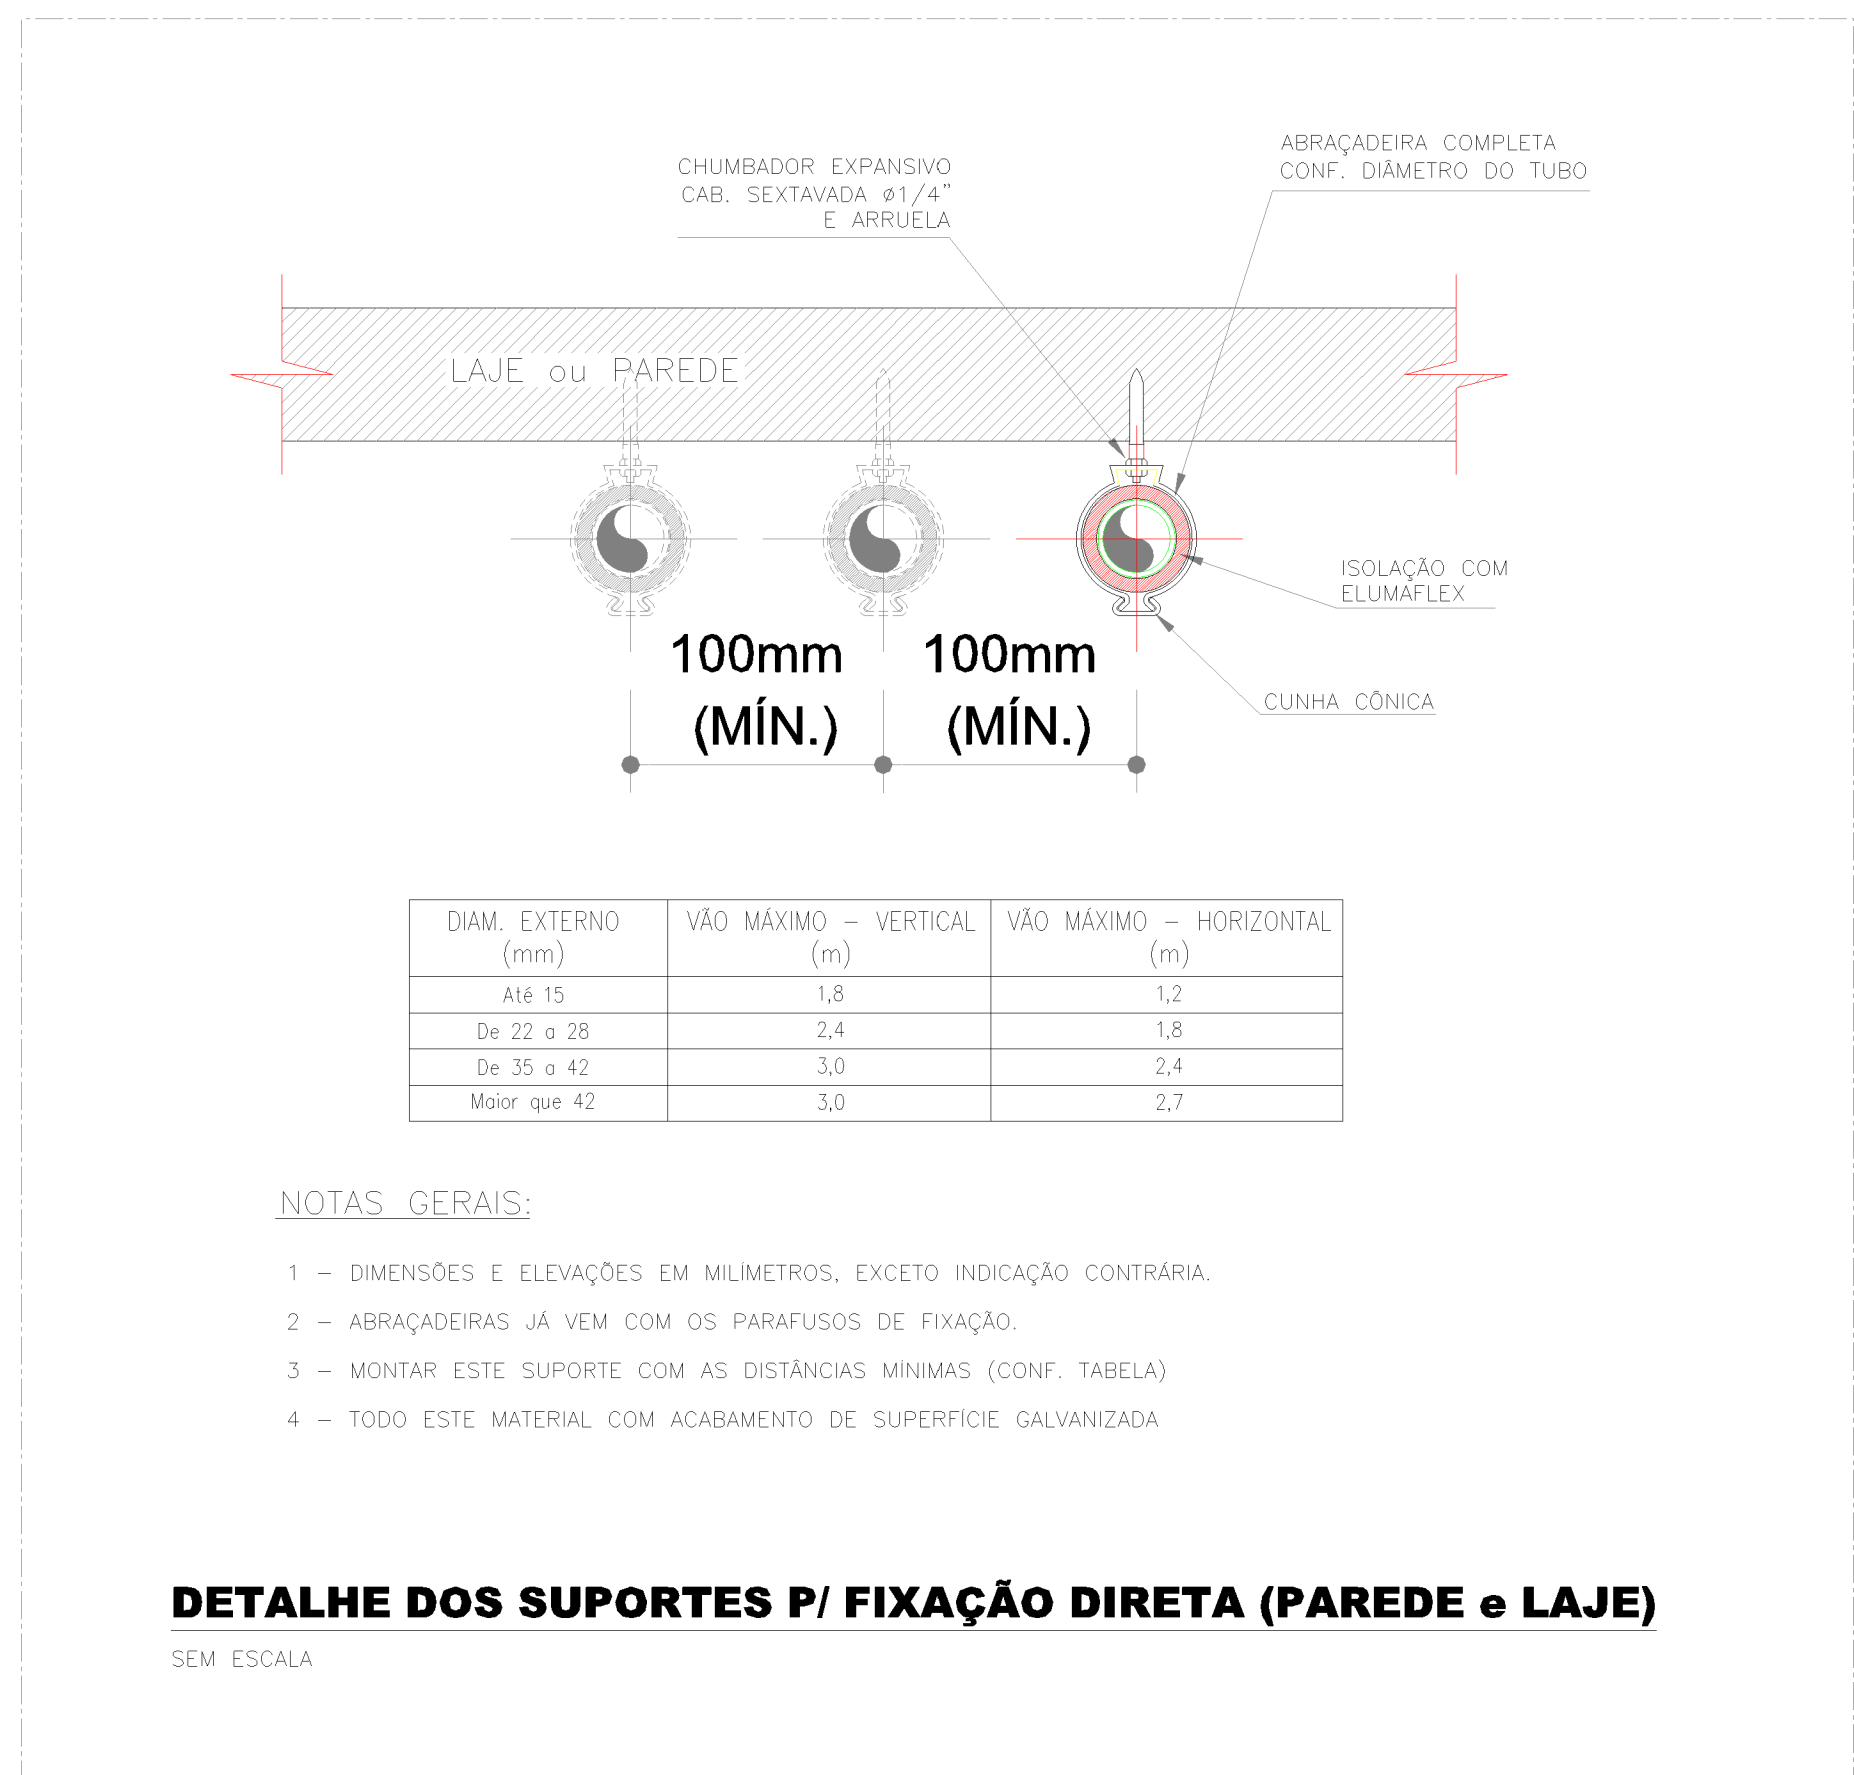 ABRAÇADEIRA COMPLETA
CONF. DIÂMETRO DO TUBO
CHUMBADOR EXPANSIVO
CAB. SEXTAVADA ø1/4"
E ARRUELA
LAJE ou PAREDE
ISOLAÇÃO COM
ELUMAFLEX
100mm
(MÍN.)
100mm
(MÍN.)
CUNHA CÔNICA
DIAM. EXTERNO (mm) VÃO MÁXIMO – VERTICAL (m) VÃO MÁXIMO – HORIZONTAL (m)
Até 15 1,8 1,2
De 22 a 28 2,4 1,8
De 35 a 42 3,0 2,4
Maior que 42 3,0 2,7
NOTAS GERAIS:
1 – DIMENSÕES E ELEVAÇÕES EM MILÍMETROS, EXCETO INDICAÇÃO CONTRÁRIA.
2 – ABRAÇADEIRAS JÁ VEM COM OS PARAFUSOS DE FIXAÇÃO.
3 – MONTAR ESTE SUPORTE COM AS DISTÂNCIAS MÍNIMAS (CONF. TABELA)
4 – TODO ESTE MATERIAL COM ACABAMENTO DE SUPERFÍCIE GALVANIZADA
DETALHE DOS SUPORTES P/ FIXAÇÃO DIRETA (PAREDE e LAJE)
SEM ESCALA